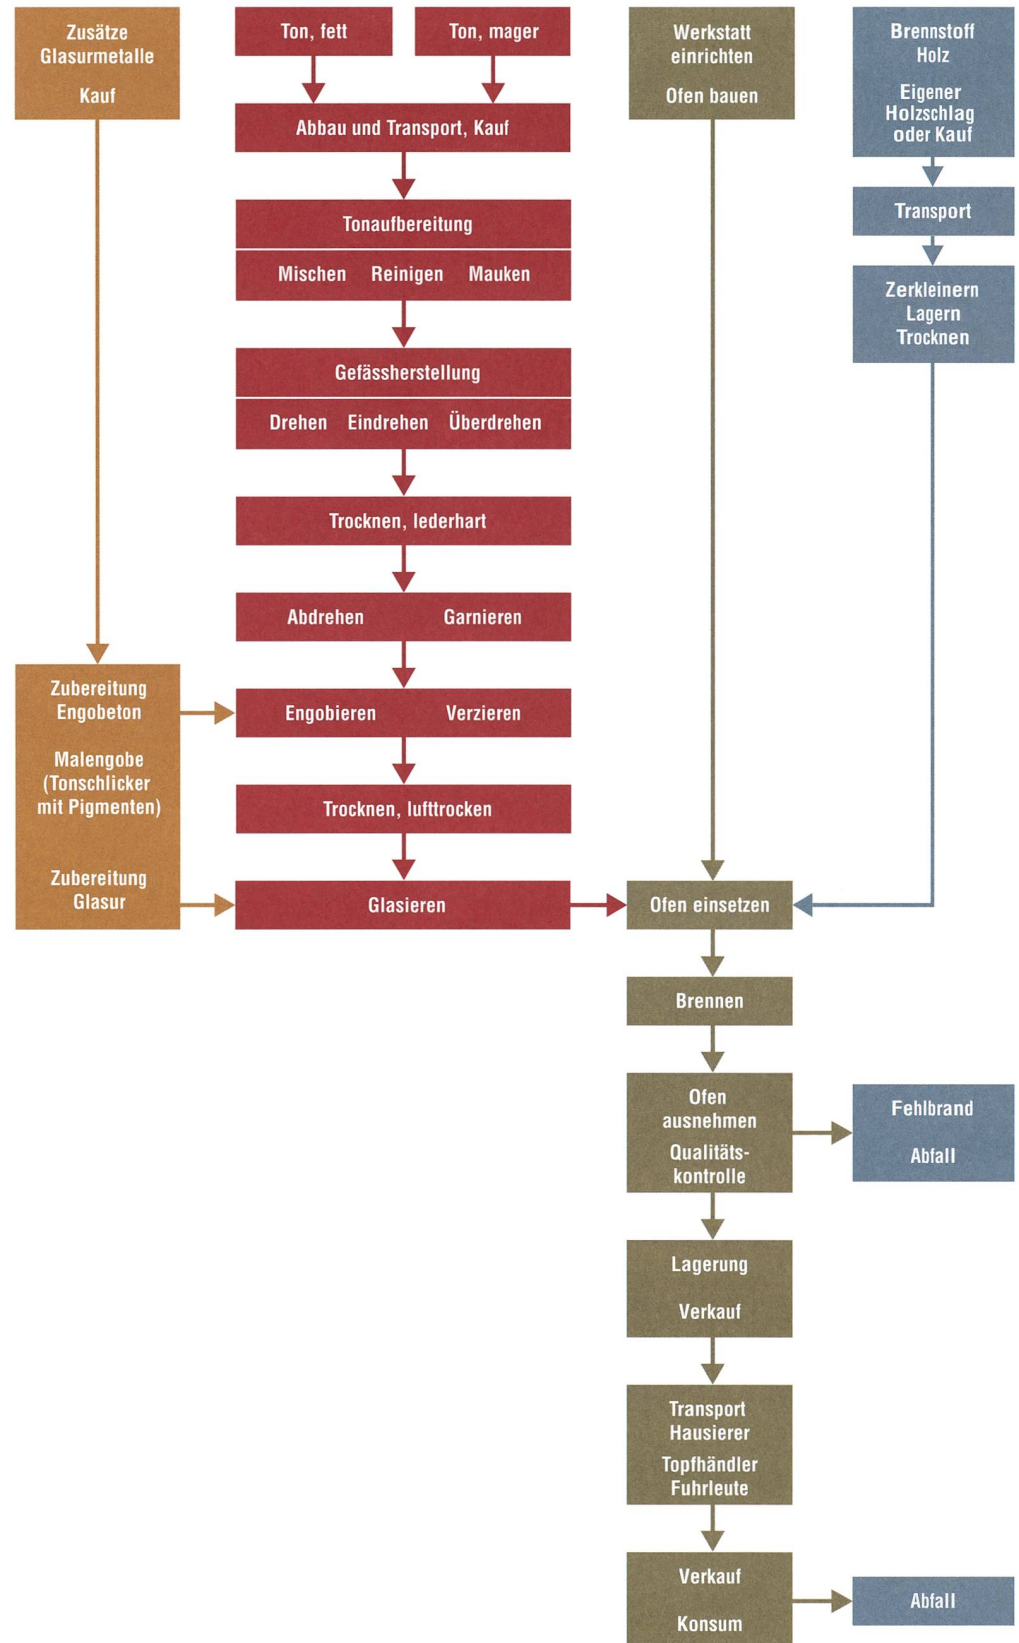 Zusätze
Glasurmetalle
Kauf
Ton, fett
Ton, mager
Abbau und Transport, Kauf
Tonaufbereitung
Mischen Reinigen Mauken
Gefässherstellung
Drehen Eindrehen Überdrehen
Trocknen, lederhart
Abdrehen Garnieren
Engobieren Verzieren
Trocknen, lufttrocken
Glasieren
Zubereitung
Engobeton
Malengobe
(Tonschlicker
mit Pigmenten)
Zubereitung
Glasur
Werkstatt
einrichten
Ofen bauen
Brennstoff
Holz
Eigener
Holzschlag
oder Kauf
Transport
Zerkleinern
Lagern
Trocknen
Ofen einsetzen
Brennen
Ofen
ausnehmen
Qualitäts-
kontrolle
Fehlbrand
Abfall
Lagerung
Verkauf
Transport
Hausierer
Topfhändler
Fuhrleute
Verkauf
Konsum
Abfall